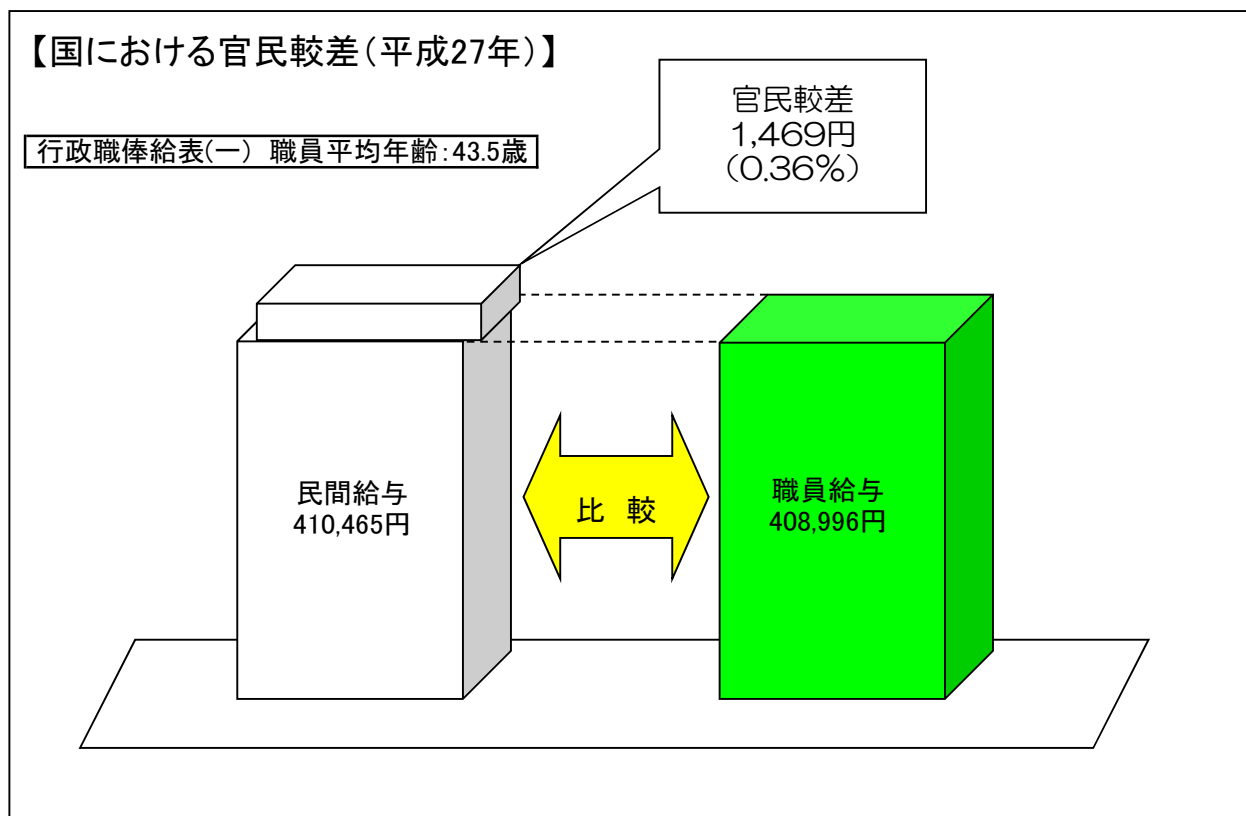 【国における官民較差(平成27年)】
行政職俸給表(一) 職員平均年齢:43.5歳
官民較差
1,469円
(0.36%)
民間給与
410,465円
比 較
職員給与
408,996円